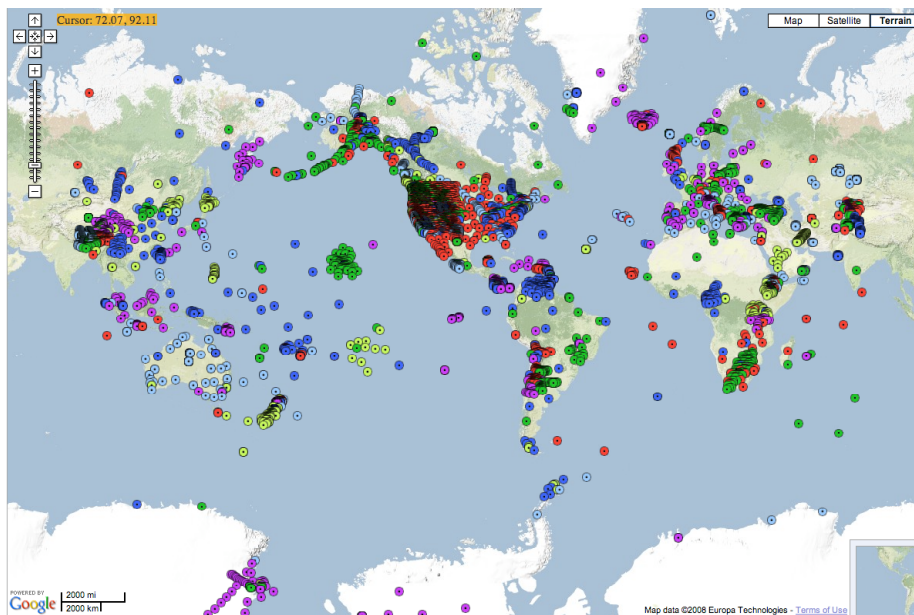 Cursor: 72.07, 92.11
Map
Satellite
Terrain
POWERED BY
Google
2000 mi
2000 km
Map data ©2008 Europa Technologies - Terms of Use